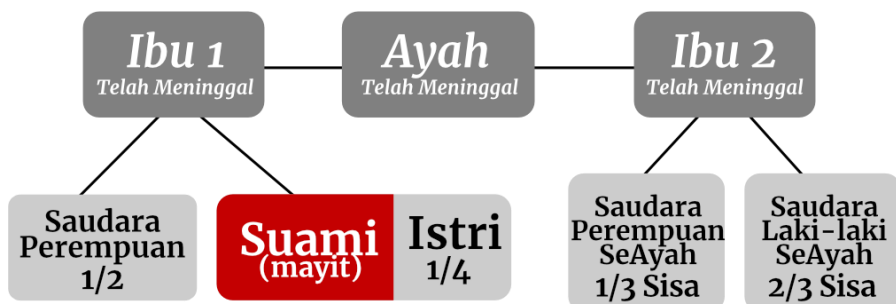 Ibu 1
Telah Meninggal
Ayah
Telah Meninggal
Ibu 2
Telah Meninggal
Saudara
Perempuan
1/2
Suami
(mayit)
Istri
1/4
Saudara
Perempuan
SeAyah
1/3 Sisa
Saudara
Laki-laki
SeAyah
2/3 Sisa